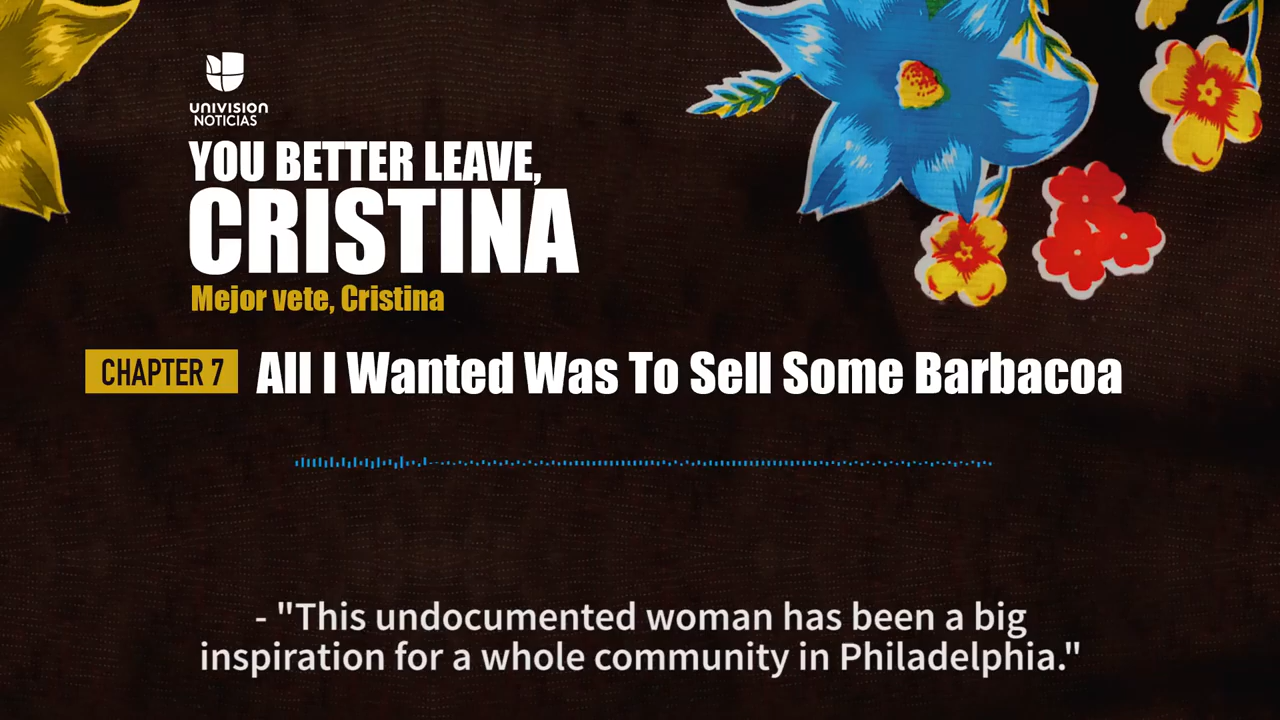 UNIVISION
NOTICIAS
YOU BETTER LEAVE,
CRISTINA
Mejor vete, Cristina
CHAPTER 7 All I Wanted Was To Sell Some Barbacoa
- "This undocumented woman has been a big
inspiration for a whole community in Philadelphia."